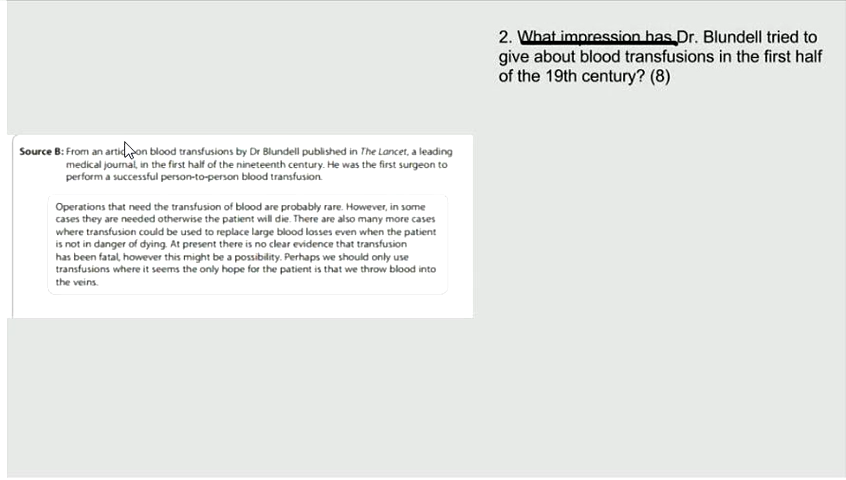 2. What impression has Dr. Blundell tried to
give about blood transfusions in the first half
of the 19th century? (8)
Source B: From an on blood transfusions by Dr Blundell published in The Lancet, a leading
medical journal, in the first half of the nineteenth century. He was the first surgeon to
perform a successful person-to-person blood transfusion.
Operations that need the transfusion of blood are probably rare. However, in some
cases they are needed otherwise the patient will die. There are also many more cases
where transfusion could be used to replace large blood losses even when the patient
is not in danger of dying. At present there is no clear evidence that transfusion
has been fatal, however this might be a possibility. Perhaps we should only use
transfusions where it seems the only hope for the patient is that we throw blood into
the veins.